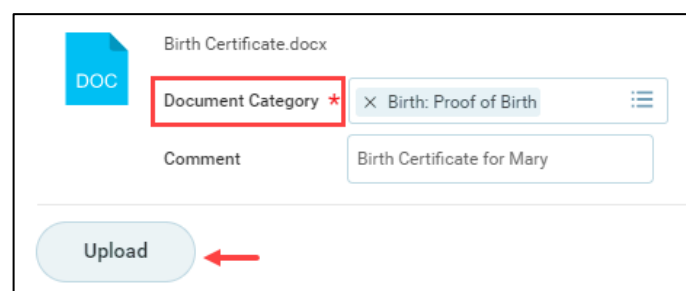 Birth Certificate.docx
DOC
Document Category *
× Birth: Proof of Birth
Comment
Birth Certificate for Mary
Upload